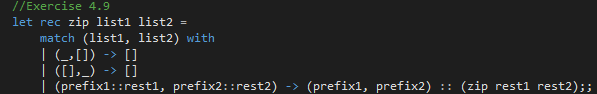 //Exercise 4.9
let rec zip list1 list2 =
    match (list1, list2) with
    | (_,[]) -> []
    | ([],_) -> []
    | (prefix1::rest1, prefix2::rest2) -> (prefix1, prefix2) :: (zip rest1 rest2);;